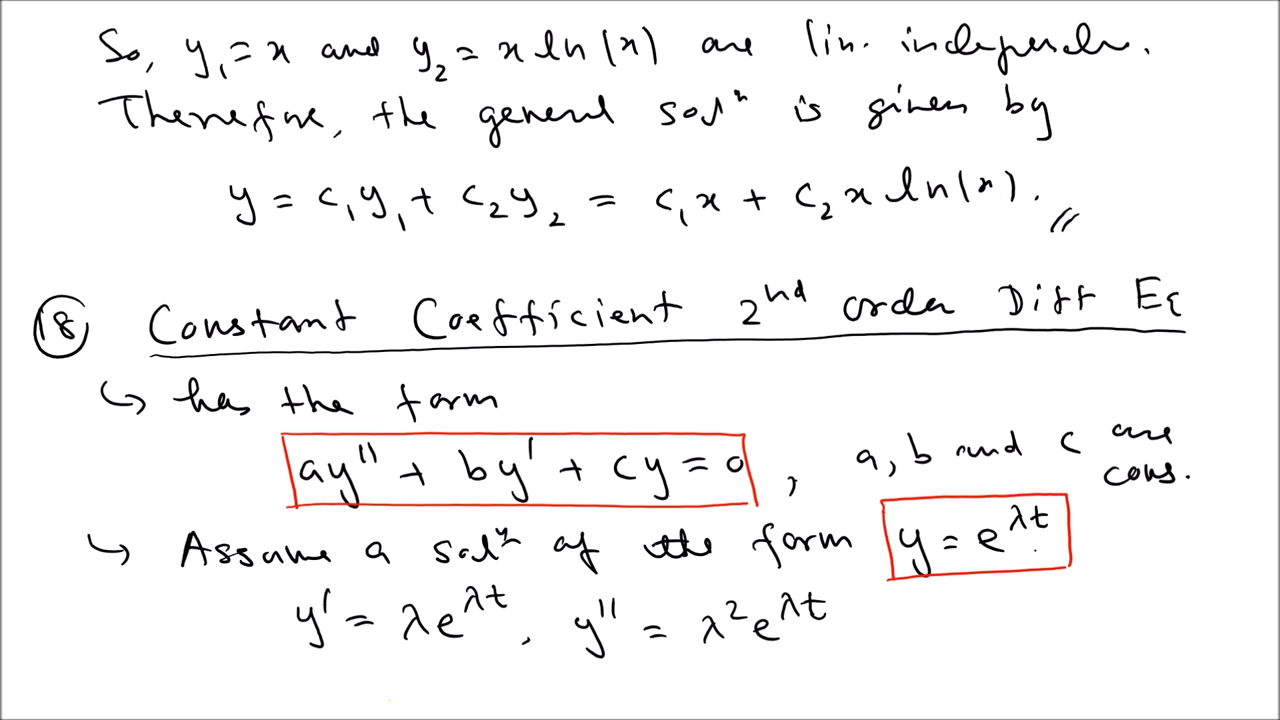 So, y₁ = x and y₂ = x ln(x) are lin. independe.
Therefore, the general solⁿ is given by
y = c₁y₁ + c₂y₂ = c₁x + c₂x ln(x). //
18 Constant Coefficient 2ⁿᵈ order Diff Eq
↳ has the form
ay'' + by' + cy = 0, a, b and c are cons.
↳ Assume a solⁿ of the form y = e^{λt}
y' = λe^{λt}, y'' = λ²e^{λt}